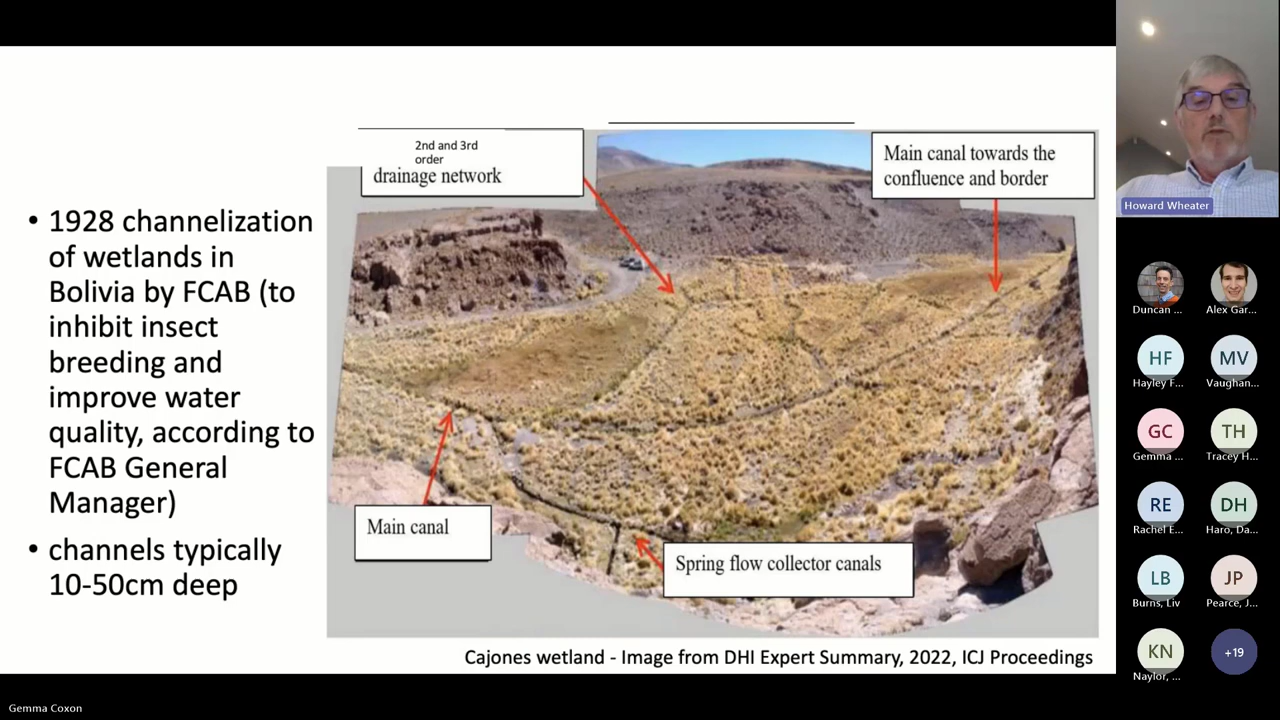 2nd and 3rd
order
drainage network
Main canal towards the
confluence and border
• 1928 channelization
of wetlands in
Bolivia by FCAB (to
inhibit insect
breeding and
improve water
quality, according to
FCAB General
Manager)
• channels typically
10-50cm deep
Main canal
Spring flow collector canals
Cajones wetland - Image from DHI Expert Summary, 2022, ICJ Proceedings
Howard Wheater
Duncan ...
Alex Gar...
HF
Hayley F...
MV
Vaughan...
GC
Gemma ...
TH
Tracey H...
RE
Rachel E...
DH
Haro, Da...
LB
Burns, Liv
JP
Pearce, J...
KN
Naylor, ...
+19
Gemma Coxon